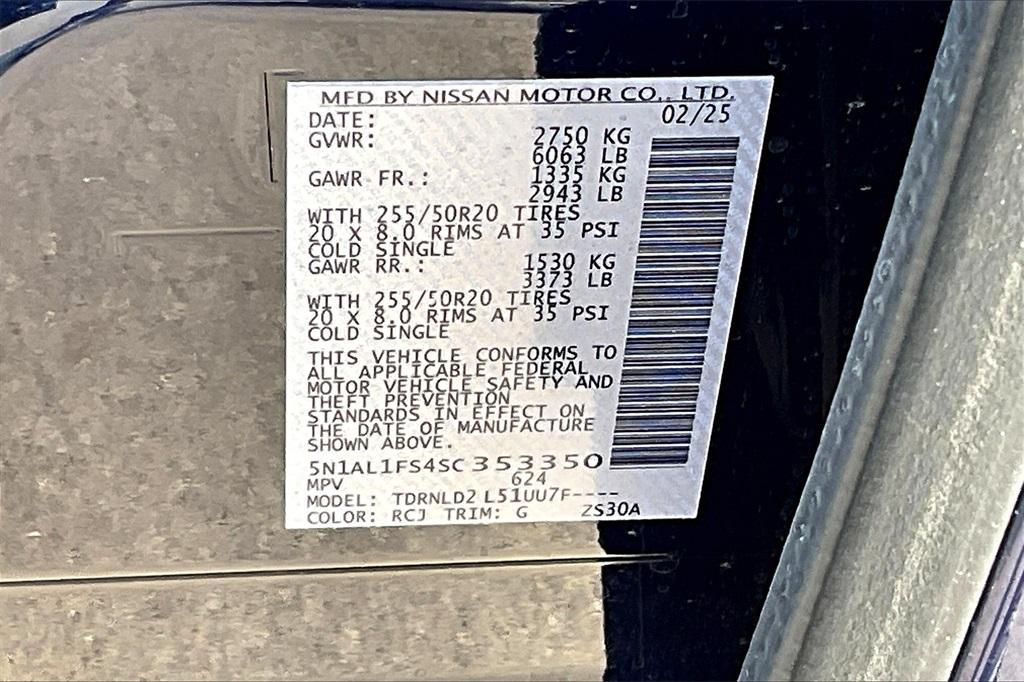 MFD BY NISSAN MOTOR CO., LTD.
DATE: 02/25
GVWR: 2750 KG
6063 LB
GAWR FR.: 1335 KG
2943 LB
WITH 255/50R20 TIRES
20 X 8.0 RIMS AT 35 PSI
COLD SINGLE
GAWR RR.: 1530 KG
3373 LB
WITH 255/50R20 TIRES
20 X 8.0 RIMS AT 35 PSI
COLD SINGLE
THIS VEHICLE CONFORMS TO
ALL APPLICABLE FEDERAL
MOTOR VEHICLE SAFETY AND
THEFT PREVENTION
STANDARDS IN EFFECT ON
THE DATE OF MANUFACTURE
SHOWN ABOVE.
5N1AL1FS4SC353350
MPV 624
MODEL: TDRNLD2 L51UU7F----
COLOR: RCJ TRIM: G ZS30A